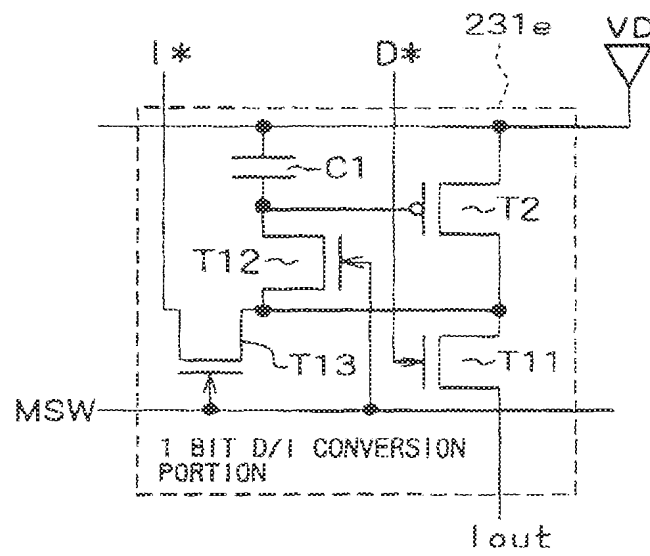 I* D* 231e VD
C1
T2
T12
T13 T11
MSW
1 BIT D/I CONVERSION
PORTION
Iout